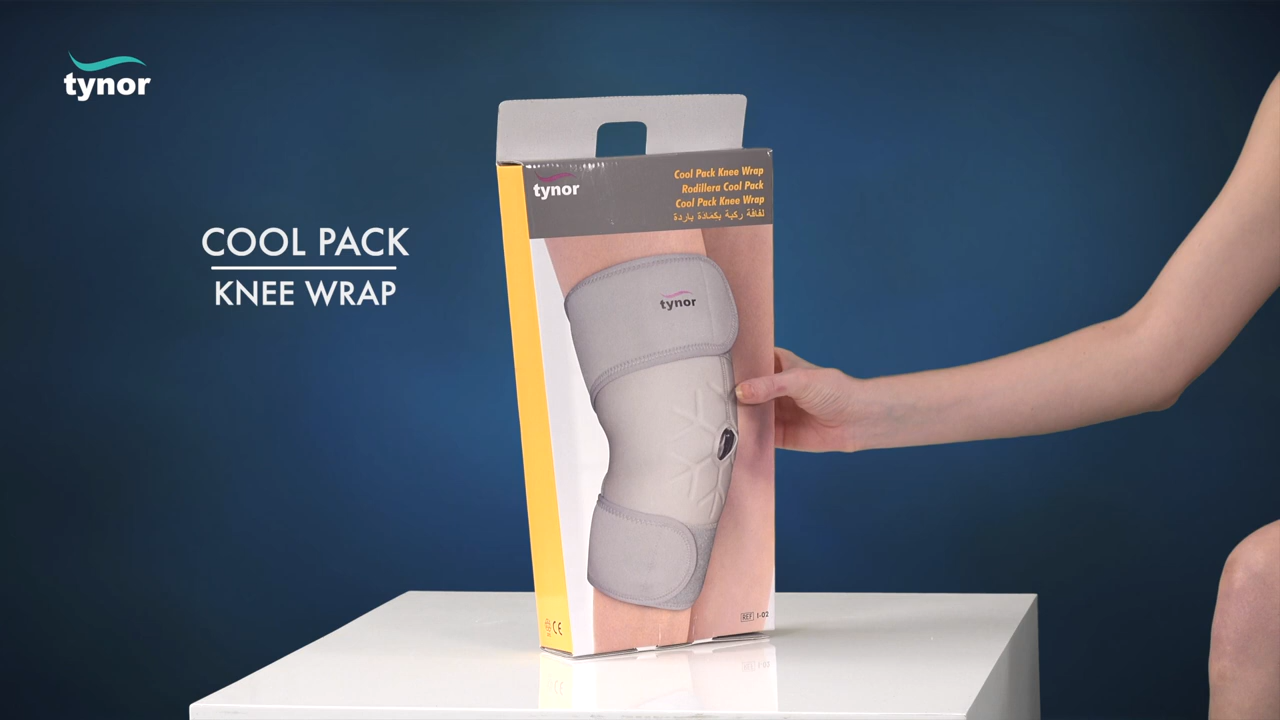 tynor
COOL PACK
KNEE WRAP
tynor
Cool Pack Knee Wrap
Rodillera Cool Pack
Cool Pack Knee Wrap
لفافة ركبة بكمادة باردة
tynor
CE
REF I-02